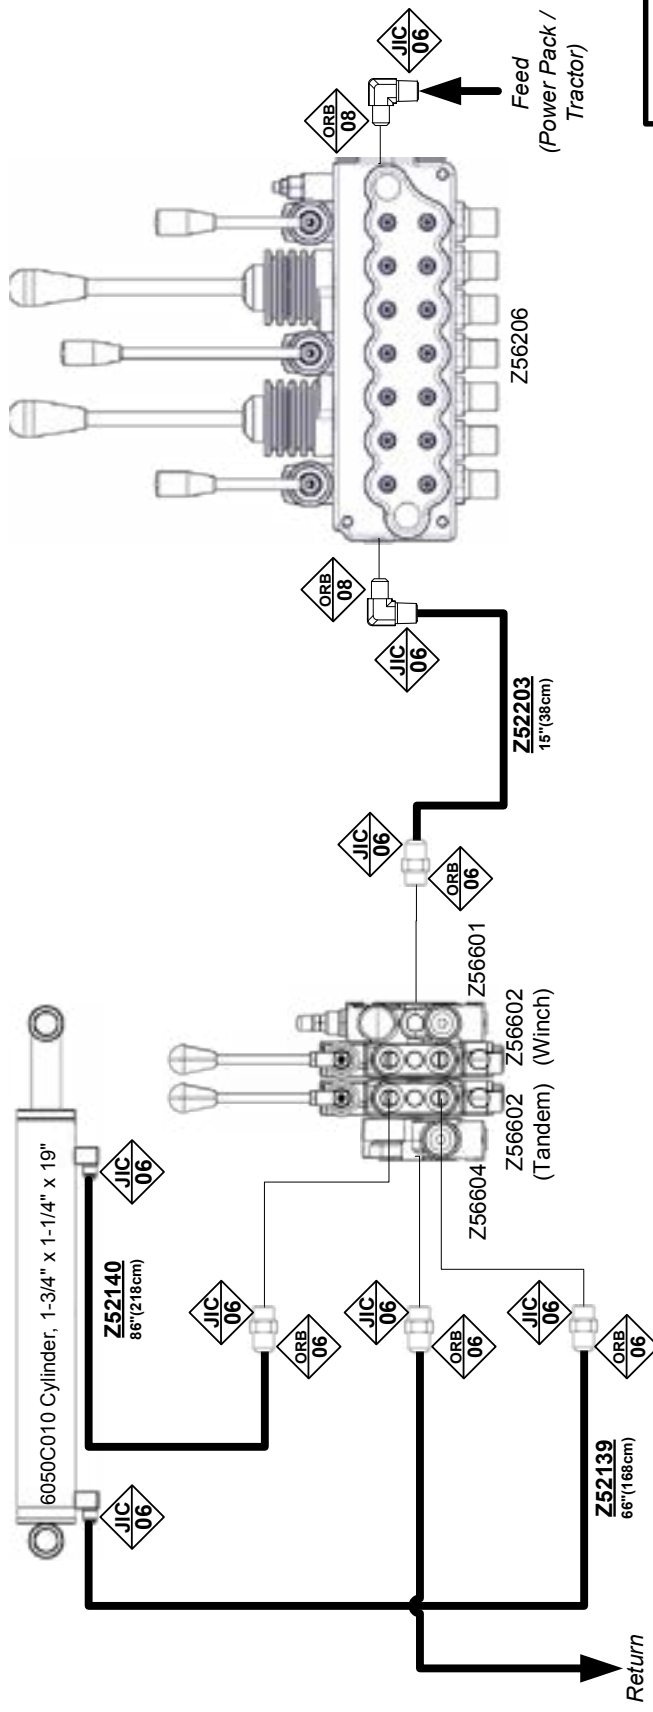 6050C010 Cylinder, 1-3/4" x 1-1/4" x 19"
JIC
06
JIC
06
Z52140
86"(218cm)
JIC
06
ORB
06
JIC
06
ORB
06
JIC
06
ORB
06
Z52139
66"(168cm)
Return
Z56604
Z56602
(Tandem)
Z56602
(Winch)
Z56601
JIC
06
ORB
06
Z52203
15"(38cm)
JIC
06
ORB
08
Z56206
ORB
08
JIC
06
Feed
(Power Pack /
Tractor)